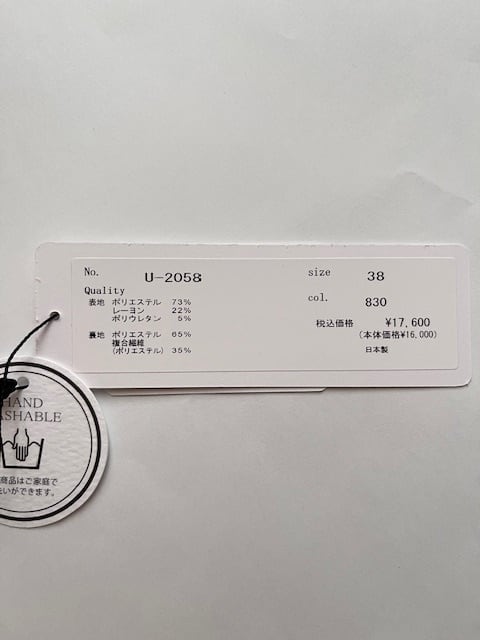 No. U-2058
size 38
Quality
col. 830
表地 ポリエステル 73%
レーヨン 22%
ポリウレタン 5%
税込価格 ¥17,600
(本体価格¥16,000)
裏地 ポリエステル 65%
複合繊維
(ポリエステル) 35%
日本製
HAND
ASHABLE
商品はご家庭で
いができます。